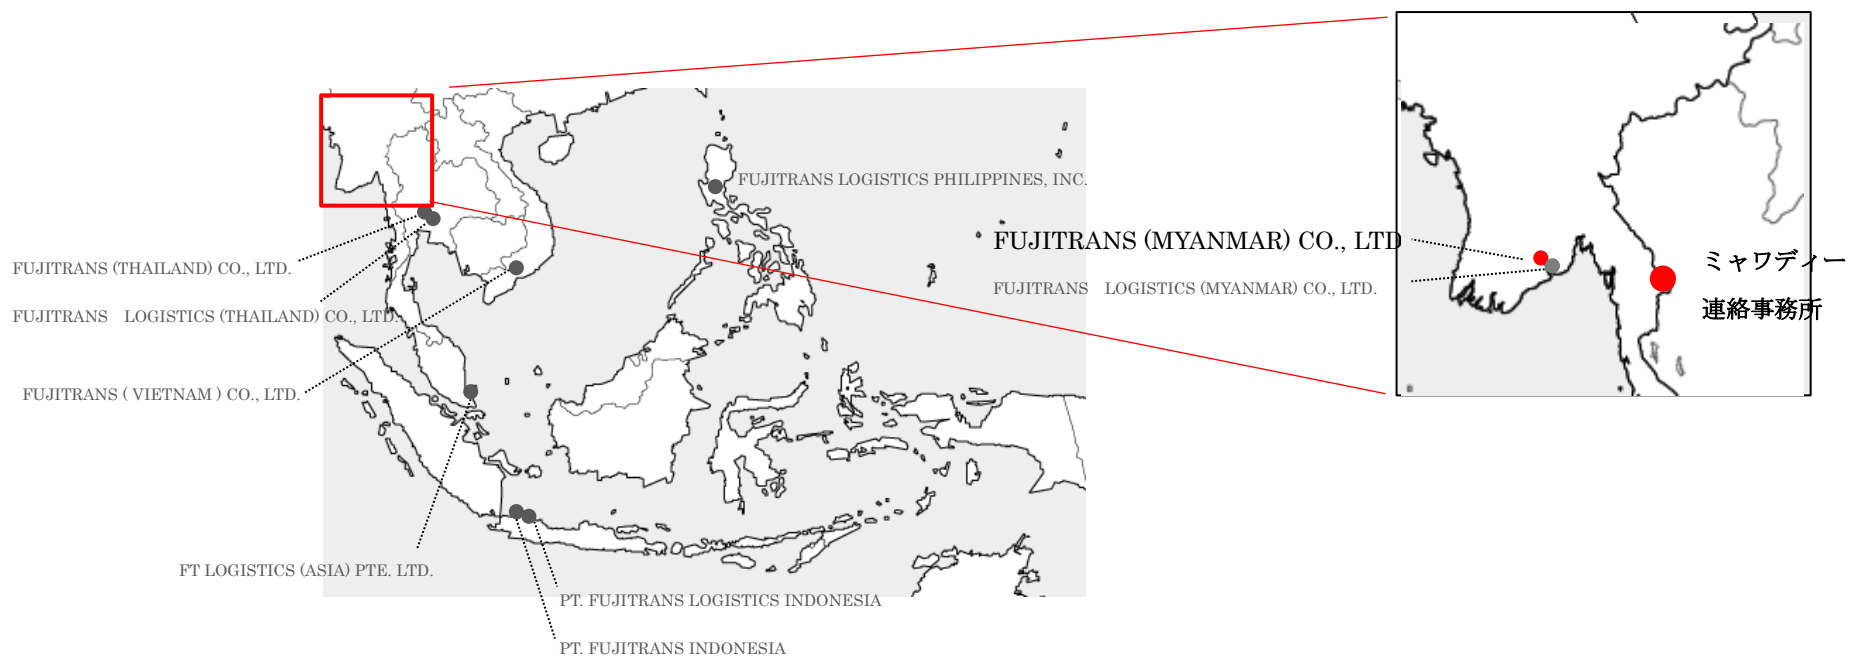 FUJITRANS LOGISTICS PHILIPPINES, INC.
FUJITRANS (MYANMAR) CO., LTD
FUJITRANS　LOGISTICS (MYANMAR) CO., LTD.
ミャワディー
連絡事務所
FUJITRANS (THAILAND) CO., LTD.
FUJITRANS　LOGISTICS (THAILAND) CO., LTD.
FUJITRANS ( VIETNAM ) CO., LTD.
FT LOGISTICS (ASIA) PTE. LTD.
PT. FUJITRANS LOGISTICS INDONESIA
PT. FUJITRANS INDONESIA